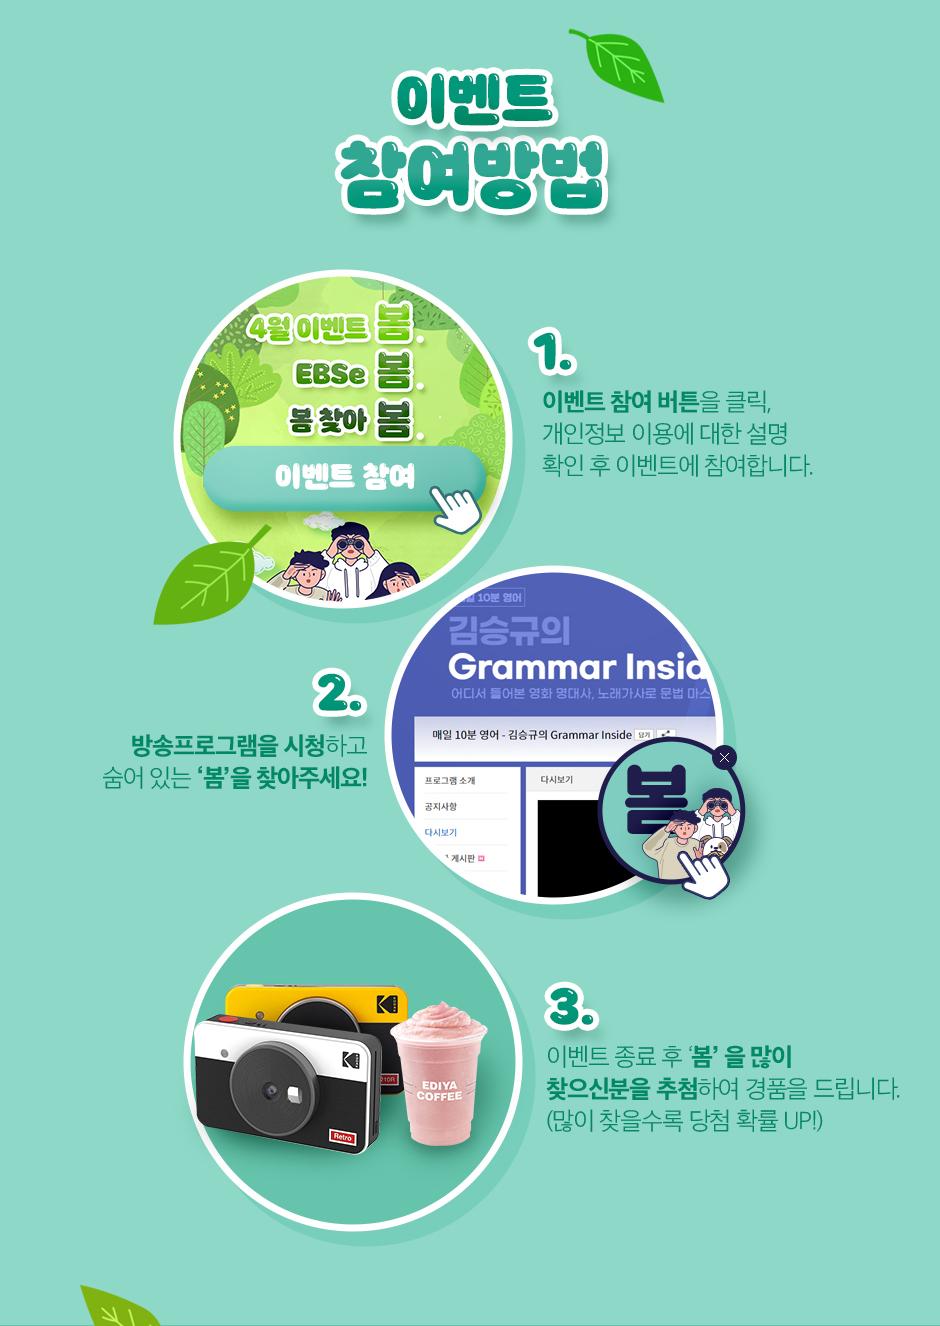 이벤트
참여방법
4월 이벤트 봄.
EBSe 봄.
봄 찾아 봄.
이벤트 참여
1.
이벤트 참여 버튼을 클릭,
개인정보 이용에 대한 설명
확인 후 이벤트에 참여합니다.
10분 영어
김승규의
Grammar Insid
어디서 들어본 영화 명대사, 노래가사로 문법 마스
매일 10분 영어 - 김승규의 Grammar Inside 담기
프로그램 소개
공지사항
다시보기
게시판
다시보기
봄
2.
방송프로그램을 시청하고
숨어 있는 ‘봄’을 찾아주세요!
KODAK
210R
KODAK
Retro
EDIYA
COFFEE
3.
이벤트 종료 후 ‘봄’ 을 많이
찾으신분을 추첨하여 경품을 드립니다.
(많이 찾을수록 당첨 확률 UP!)